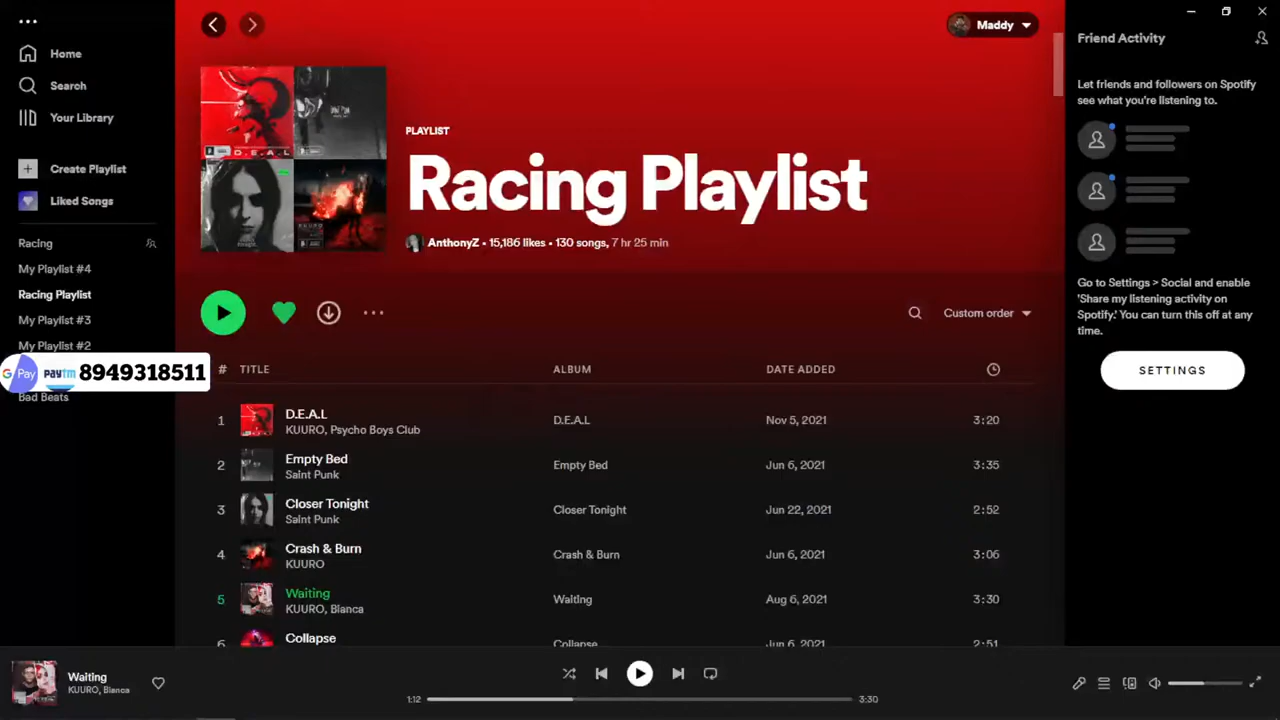 Home
Search
Your Library
Create Playlist
Liked Songs
Racing
My Playlist #4
Racing Playlist
My Playlist #3
My Playlist #2
G Pay paytm 8949318511
Bad Beats
Maddy
D.E.A.L
PLAYLIST
Racing Playlist
AnthonyZ • 15,186 likes • 130 songs, 7 hr 25 min
Custom order
# TITLE ALBUM DATE ADDED
1 D.E.A.L D.E.A.L Nov 5, 2021 3:20
KUURO, Psycho Boys Club
2 Empty Bed Empty Bed Jun 6, 2021 3:35
Saint Punk
3 Closer Tonight Closer Tonight Jun 22, 2021 2:52
Saint Punk
4 Crash & Burn Crash & Burn Jun 6, 2021 3:06
KUURO
5 Waiting Waiting Aug 6, 2021 3:30
KUURO, Bianca
6 Collapse Collapse Jun 6, 2021 2:51
Friend Activity
Let friends and followers on Spotify
see what you're listening to.
Go to Settings > Social and enable
'Share my listening activity on
Spotify.' You can turn this off at any
time.
SETTINGS
Waiting
KUURO, Bianca
1:12 3:30